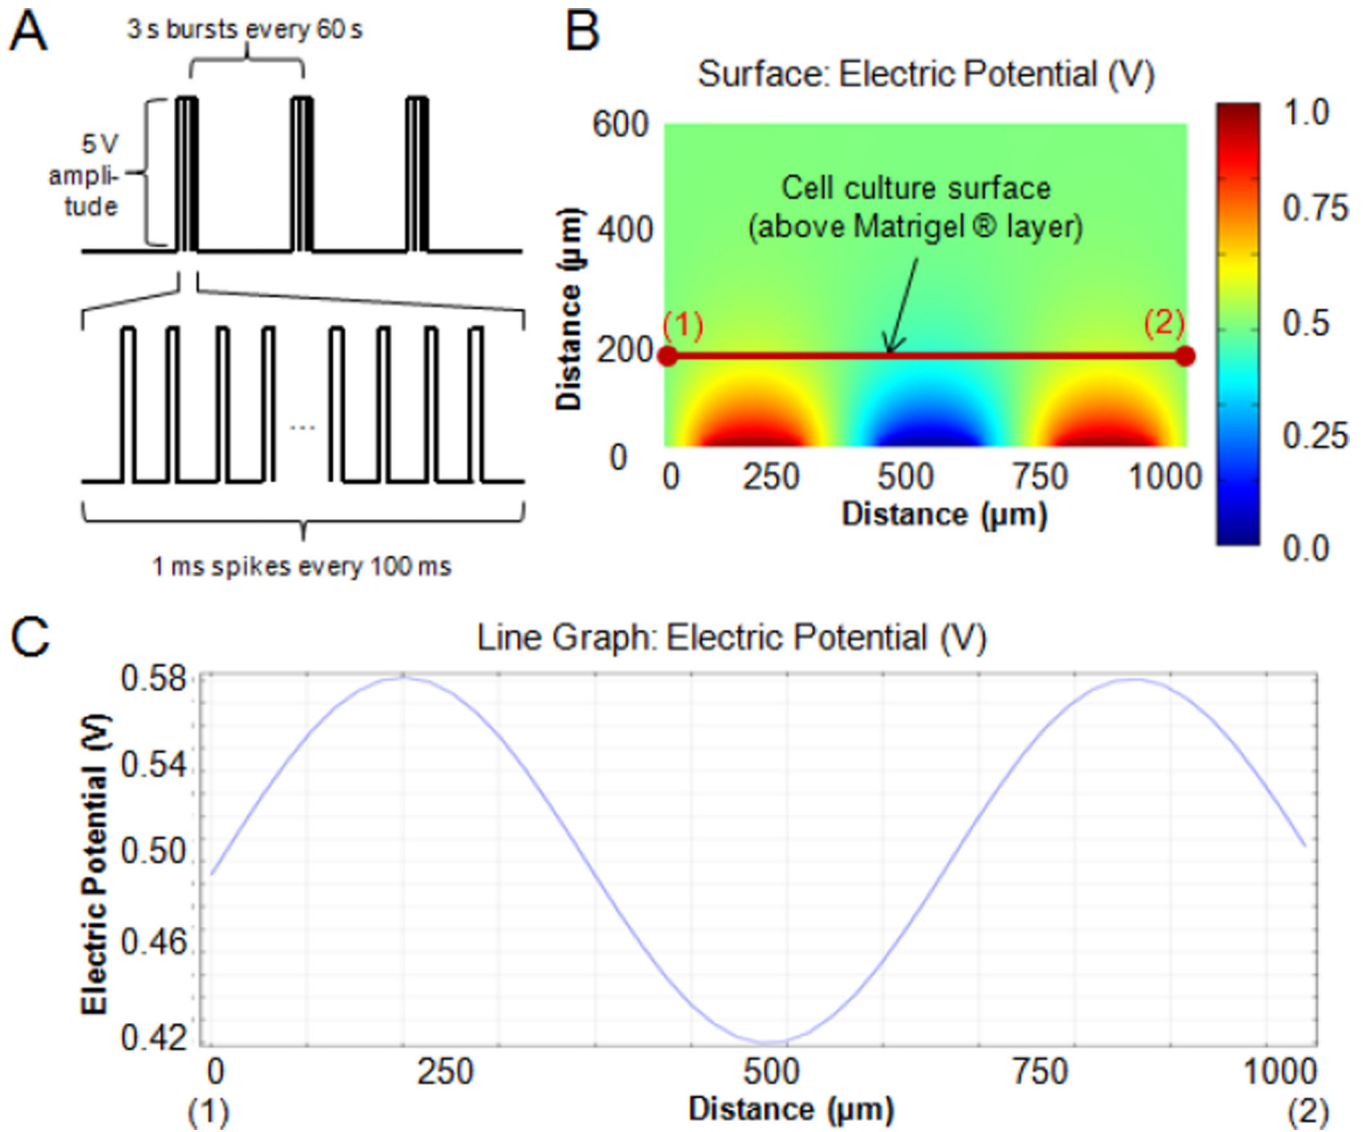 A
3 s bursts every 60 s
5 V
ampli-
tude
...
1 ms spikes every 100 ms
B
Surface: Electric Potential (V)
600
400
200
0
Distance (µm)
Cell culture surface
(above Matrigel ® layer)
(1)
(2)
0 250 500 750 1000
Distance (µm)
1.0
0.75
0.5
0.25
0.0
C
Line Graph: Electric Potential (V)
0.58
0.54
0.50
0.46
0.42
Electric Potential (V)
0 250 500 750 1000
(1) Distance (µm) (2)